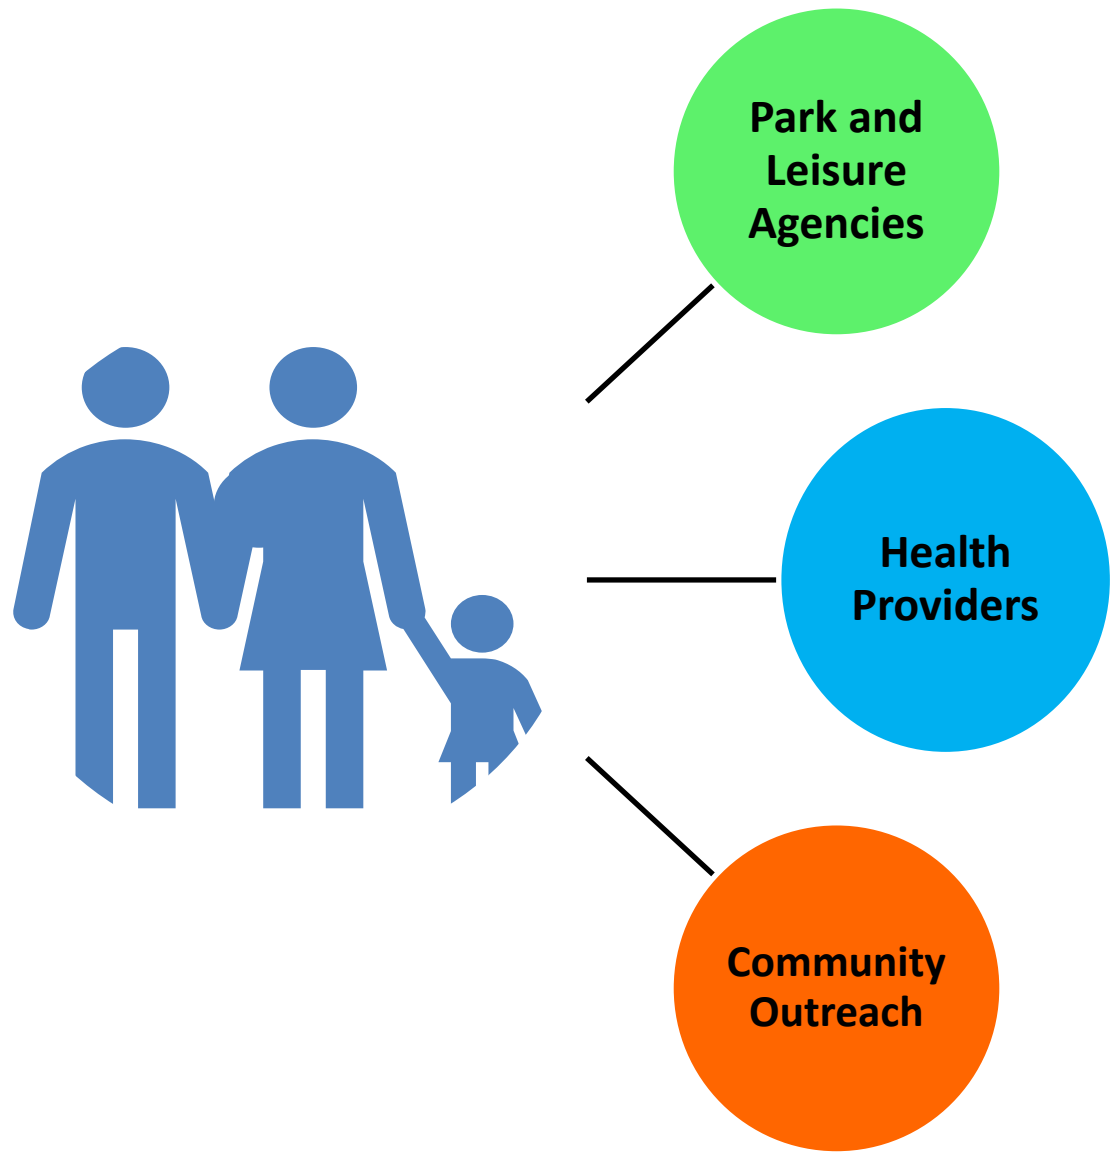 Park and
Leisure
Agencies
Health
Providers
Community
Outreach